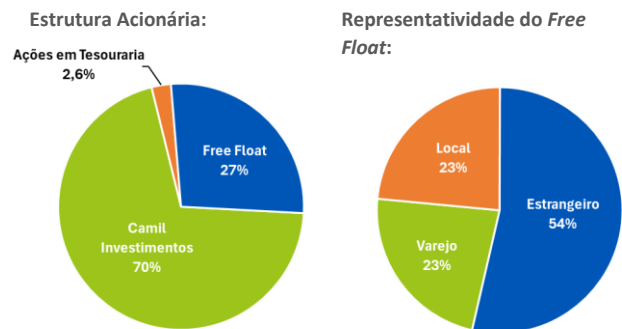 Estrutura Acionária:
Ações em Tesouraria
2,6%
Free Float
27%
Camil
Investimentos
70%
Representatividade do Free
Float:
Local
23%
Estrangeiro
54%
Varejo
23%